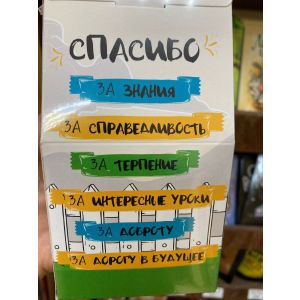 СПАСИБО
ЗА ЗНАНИЯ
ЗА СПРАВЕДЛИВОСТЬ
ЗА ТЕРПЕНИЕ
ЗА ИНТЕРЕСНЫЕ УРОКИ
ЗА ДОБРОТУ
ЗА ДОРОГУ В БУДУЩЕЕ